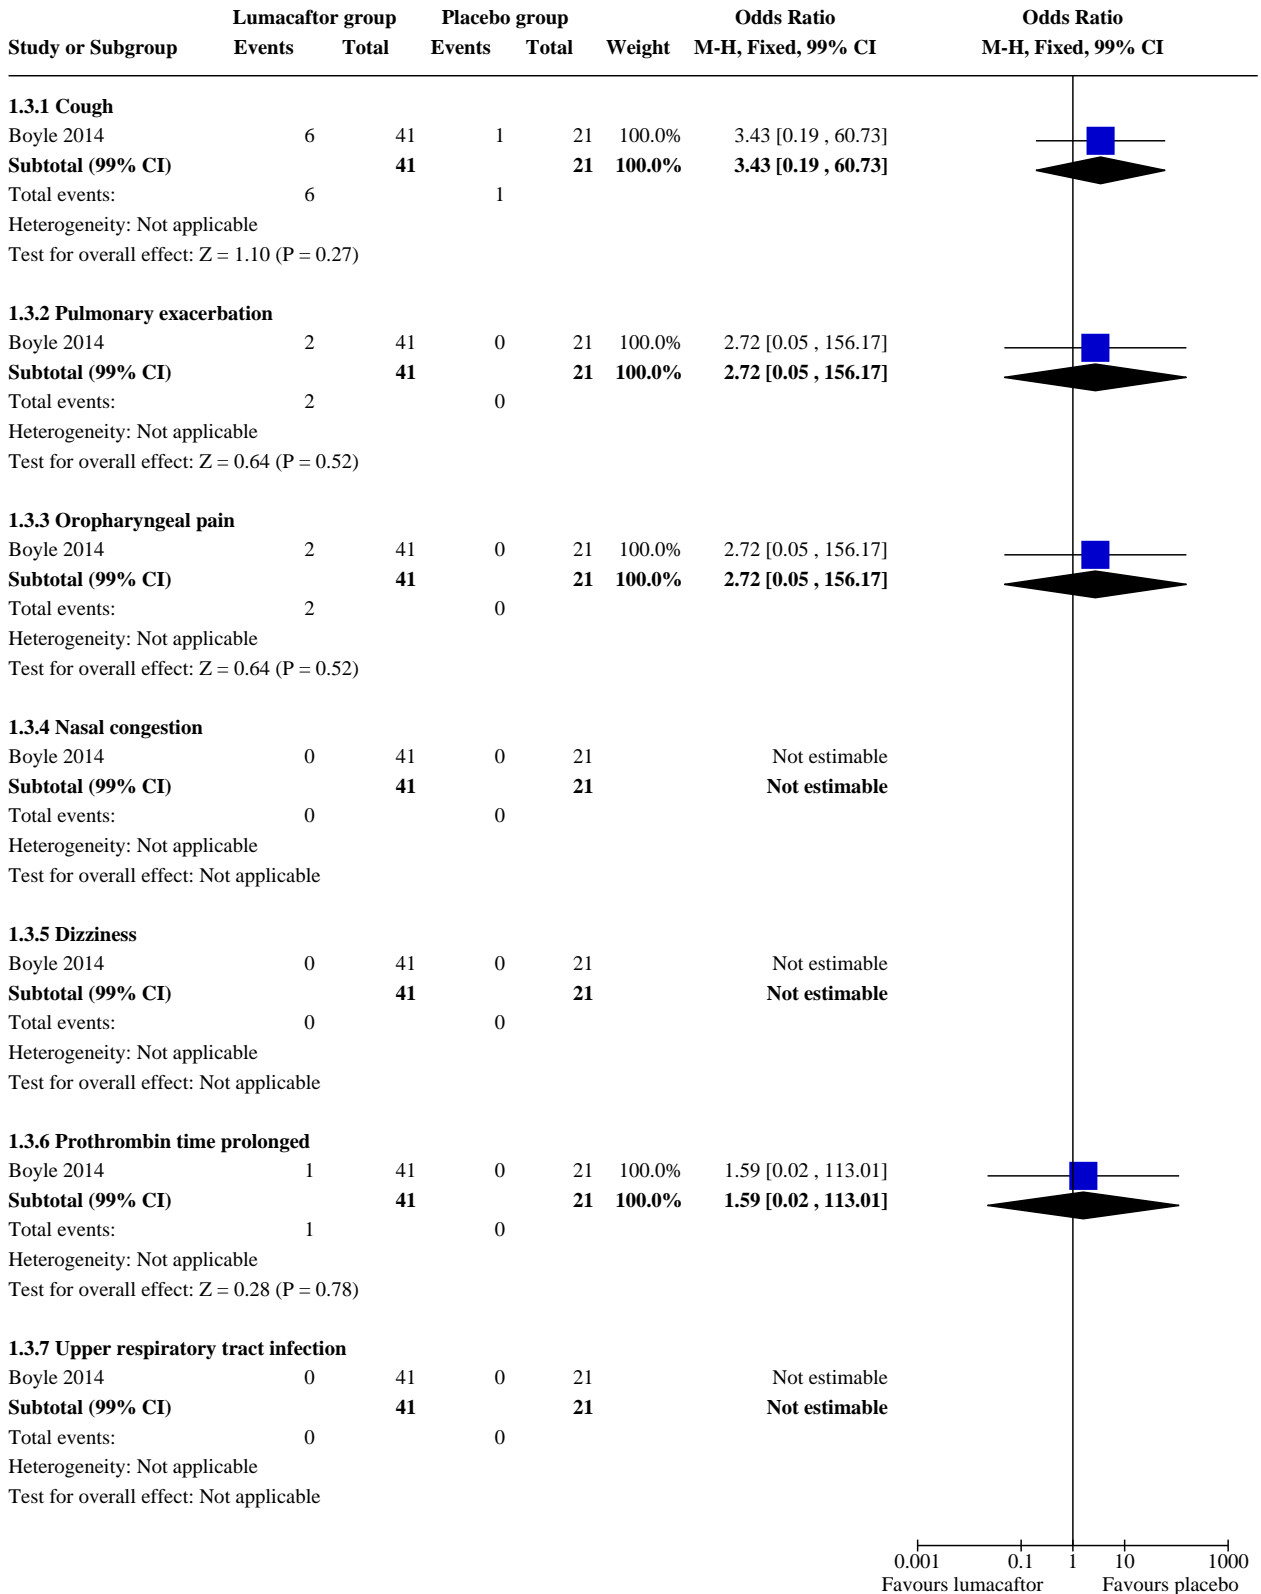 Lumacaftor group Placebo group Odds Ratio Odds Ratio
Study or Subgroup Events Total Events Total Weight M-H, Fixed, 99% CI M-H, Fixed, 99% CI
1.3.1 Cough
Boyle 2014 6 41 1 21 100.0% 3.43 [0.19 , 60.73]
Subtotal (99% CI) 41 21 100.0% 3.43 [0.19 , 60.73]
Total events: 6 1
Heterogeneity: Not applicable
Test for overall effect: Z = 1.10 (P = 0.27)
1.3.2 Pulmonary exacerbation
Boyle 2014 2 41 0 21 100.0% 2.72 [0.05 , 156.17]
Subtotal (99% CI) 41 21 100.0% 2.72 [0.05 , 156.17]
Total events: 2 0
Heterogeneity: Not applicable
Test for overall effect: Z = 0.64 (P = 0.52)
1.3.3 Oropharyngeal pain
Boyle 2014 2 41 0 21 100.0% 2.72 [0.05 , 156.17]
Subtotal (99% CI) 41 21 100.0% 2.72 [0.05 , 156.17]
Total events: 2 0
Heterogeneity: Not applicable
Test for overall effect: Z = 0.64 (P = 0.52)
1.3.4 Nasal congestion
Boyle 2014 0 41 0 21 Not estimable
Subtotal (99% CI) 41 21 Not estimable
Total events: 0 0
Heterogeneity: Not applicable
Test for overall effect: Not applicable
1.3.5 Dizziness
Boyle 2014 0 41 0 21 Not estimable
Subtotal (99% CI) 41 21 Not estimable
Total events: 0 0
Heterogeneity: Not applicable
Test for overall effect: Not applicable
1.3.6 Prothrombin time prolonged
Boyle 2014 1 41 0 21 100.0% 1.59 [0.02 , 113.01]
Subtotal (99% CI) 41 21 100.0% 1.59 [0.02 , 113.01]
Total events: 1 0
Heterogeneity: Not applicable
Test for overall effect: Z = 0.28 (P = 0.78)
1.3.7 Upper respiratory tract infection
Boyle 2014 0 41 0 21 Not estimable
Subtotal (99% CI) 41 21 Not estimable
Total events: 0 0
Heterogeneity: Not applicable
Test for overall effect: Not applicable
0.001 0.1 1 10 1000
Favours lumacaftor Favours placebo